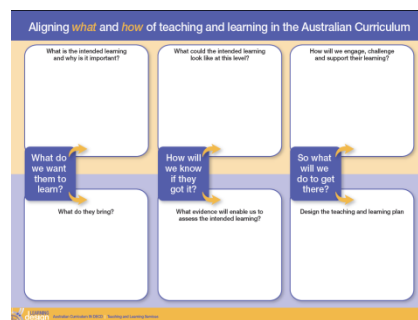 Aligning what and how of teaching and learning in the Australian Curriculum
What is the intended learning
and why is it important?
What could the intended learning
look like at this level?
How will we engage, challenge
and support their learning?
What do
we want
them to
learn?
How will
we know
if they
got it?
So what
will we
do to get
there?
What do they bring?
What evidence will enable us to
assess the intended learning?
Design the teaching and learning plan
LEARNING
design
Teaching and Learning Services